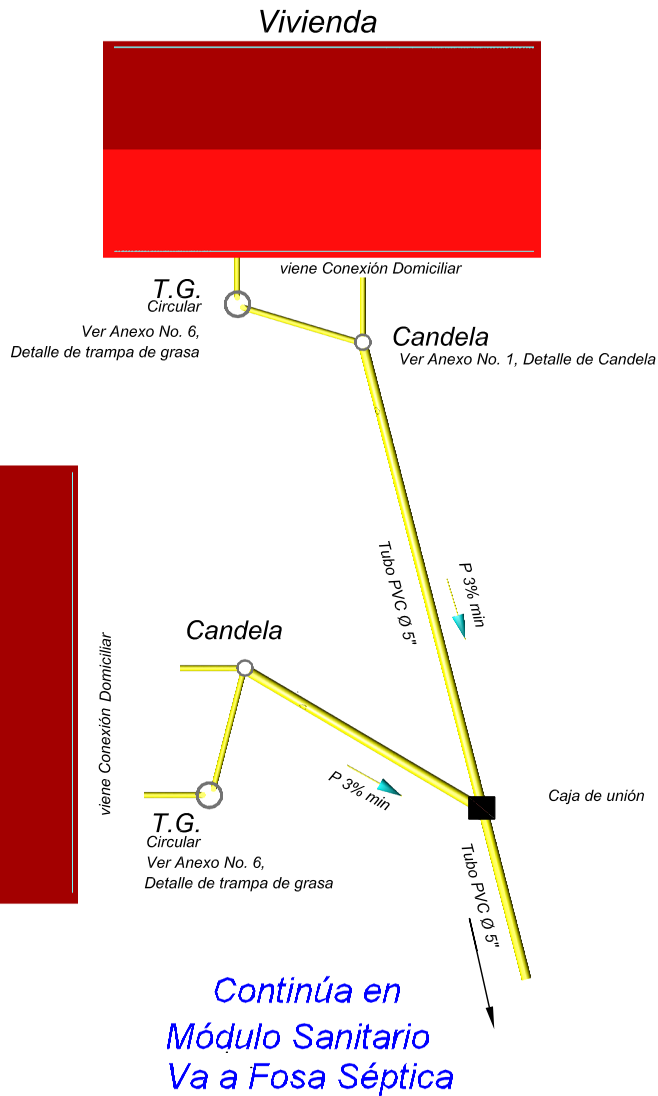 Vivienda
viene Conexión Domiciliar
T.G.
Circular
Ver Anexo No. 6,
Detalle de trampa de grasa
Candela
Ver Anexo No. 1, Detalle de Candela
Tubo PVC Ø 5"
P 3% min
Candela
viene Conexión Domiciliar
P 3% min
Caja de unión
T.G.
Circular
Ver Anexo No. 6,
Detalle de trampa de grasa
Tubo PVC Ø 5"
Continúa en
Módulo Sanitario
Va a Fosa Séptica